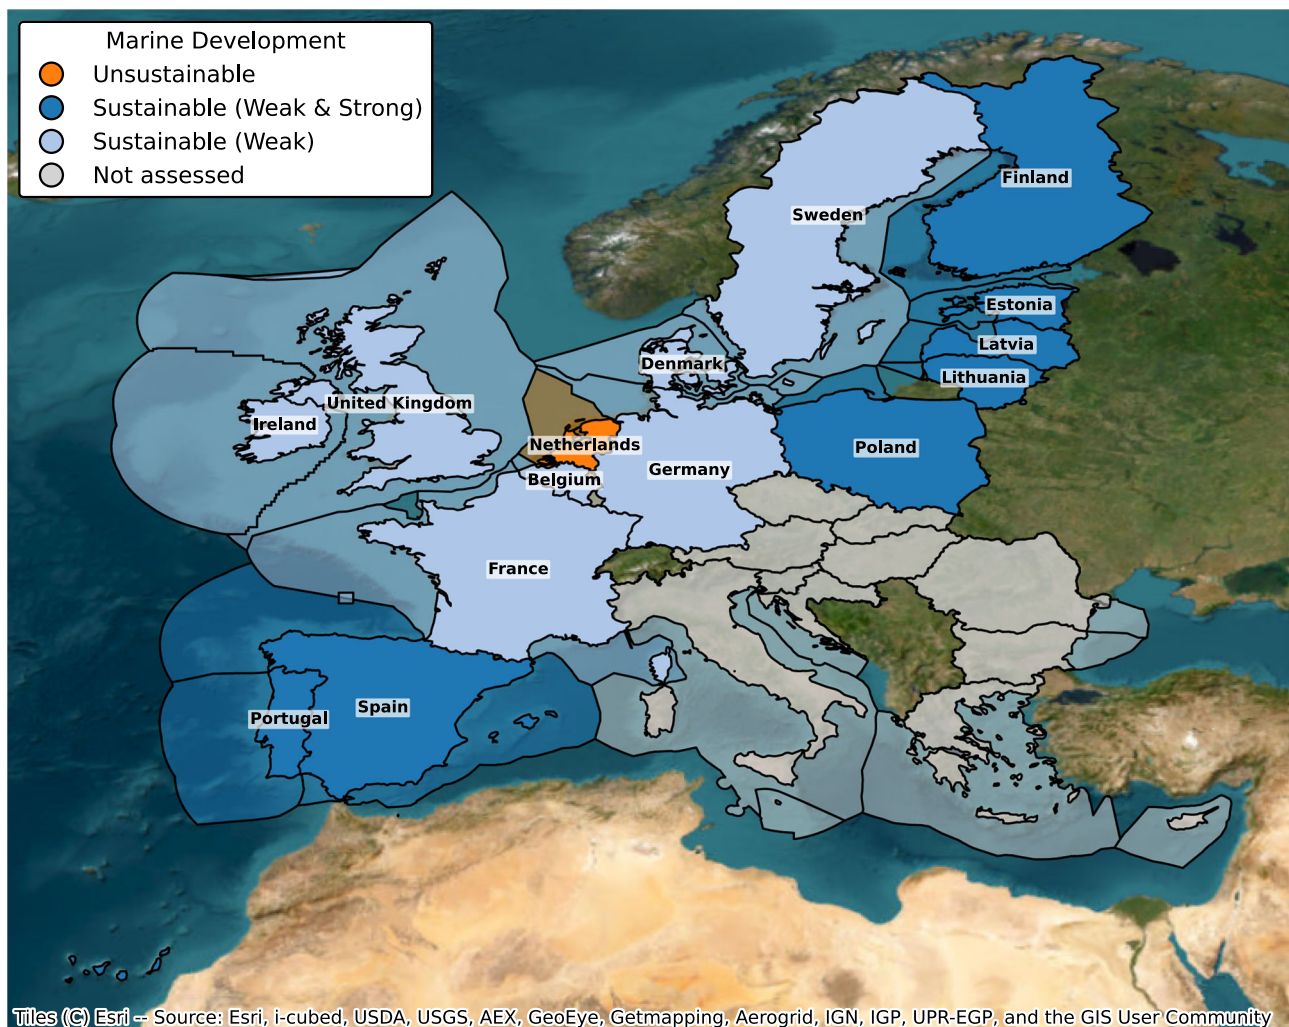 Marine Development
Unsustainable
Sustainable (Weak & Strong)
Sustainable (Weak)
Not assessed
Finland
Sweden
Estonia
Latvia
Denmark
Lithuania
United Kingdom
Ireland
Netherlands
Poland
Germany
Belgium
France
Spain
Portugal
Tiles (C) Esri -- Source: Esri, i-cubed, USDA, USGS, AEX, GeoEye, Getmapping, Aerogrid, IGN, IGP, UPR-EGP, and the GIS User Community